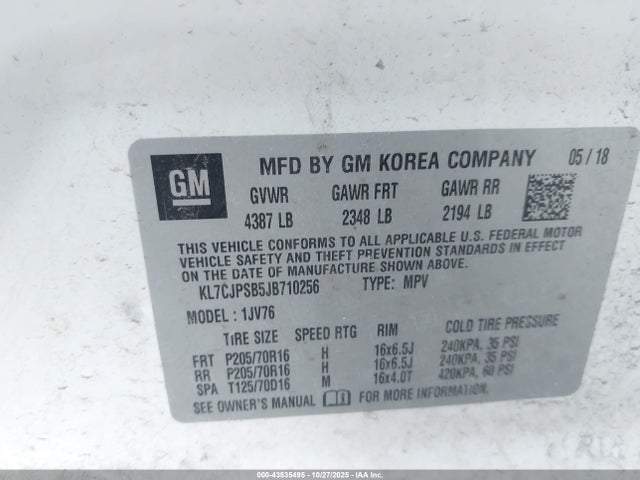 GM
MFD BY GM KOREA COMPANY 05/18
GVWR GAWR FRT GAWR RR
4387 LB 2348 LB 2194 LB
THIS VEHICLE CONFORMS TO ALL APPLICABLE U.S. FEDERAL MOTOR
VEHICLE SAFETY AND THEFT PREVENTION STANDARDS IN EFFECT
ON THE DATE OF MANUFACTURE SHOWN ABOVE.
KL7CJPSB5JB710256 TYPE: MPV
MODEL : 1JV76
TIRE SIZE SPEED RTG RIM COLD TIRE PRESSURE
FRT P205/70R16 H 16x6.5J 240KPA, 35 PSI
RR P205/70R16 H 16x6.5J 240KPA, 35 PSI
SPA T125/70D16 M 16x4.0T 420KPA, 60 PSI
SEE OWNER'S MANUAL FOR MORE INFORMATION.
000-43535495 - 10/27/2025 - IAA, Inc.